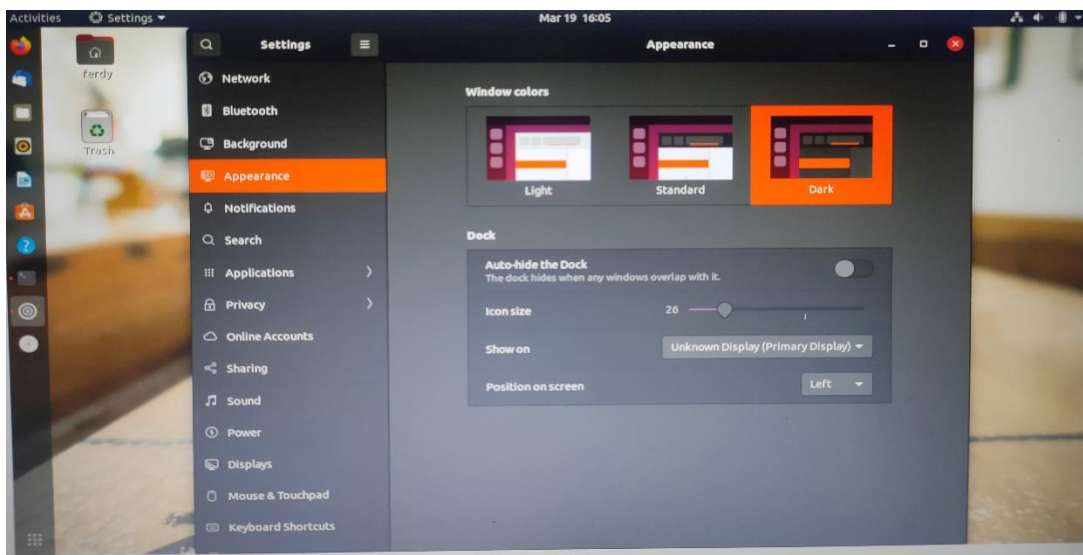 Activities Settings Mar 19 16:05
ferdy
Trash
Settings
Network
Bluetooth
Background
Appearance
Notifications
Search
Applications
Privacy
Online Accounts
Sharing
Sound
Power
Displays
Mouse & Touchpad
Keyboard Shortcuts
Appearance
Window colors
Light Standard Dark
Dock
Auto-hide the Dock
The dock hides when any windows overlap with it.
Icon size 26
Show on Unknown Display (Primary Display)
Position on screen Left